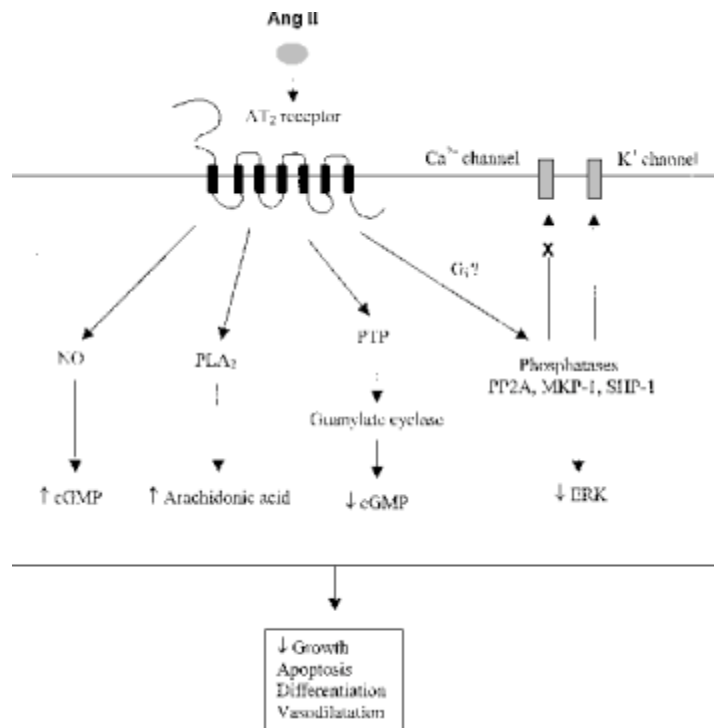 Ang II
AT₂ receptor
Ca²⁺ channel
K⁺ channel
X
Gᵢ?
NO
PLA₂
PTP
Phosphatases
PP2A, MKP-1, SHP-1
Guanylate cyclase
↑ cGMP
↑ Arachidonic acid
↓ cGMP
↓ ERK
↓ Growth
Apoptosis
Differentiation
Vasodilatation